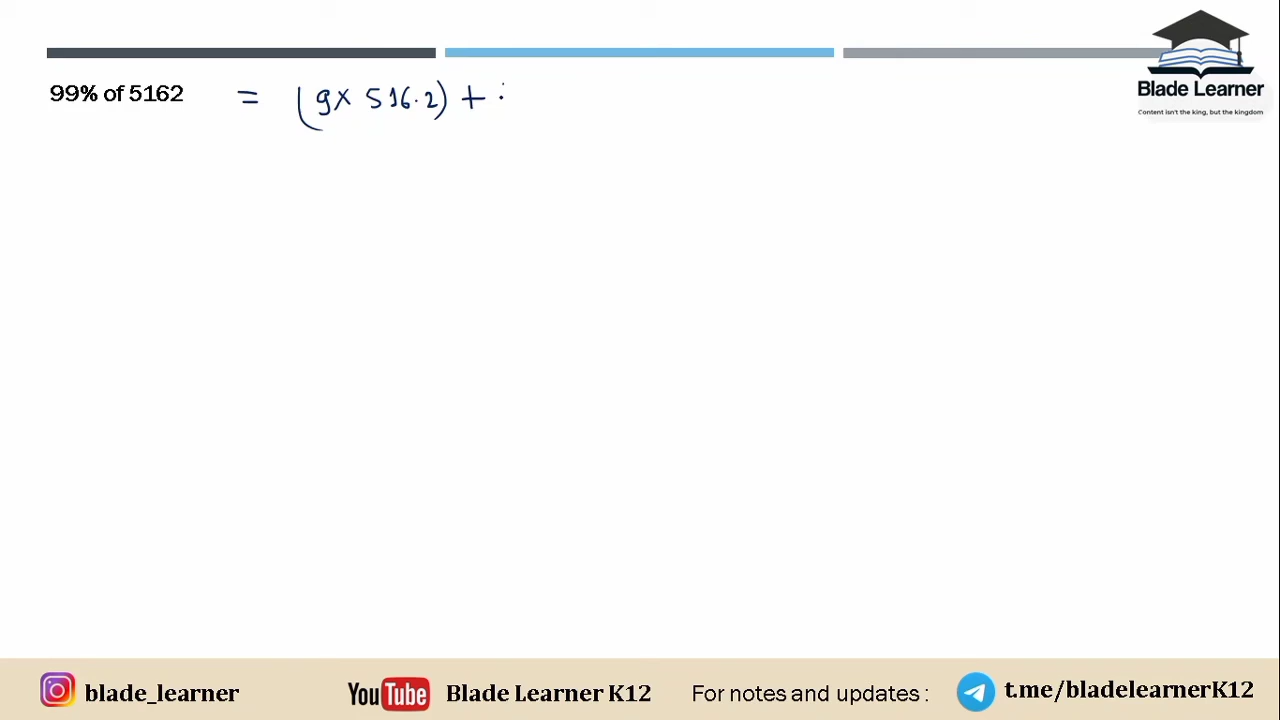 Blade Learner
Content isn't the king, but the kingdom
99% of 5162 = (9x 516.2) +
blade_learner YouTube Blade Learner K12 For notes and updates : t.me/bladelearnerK12